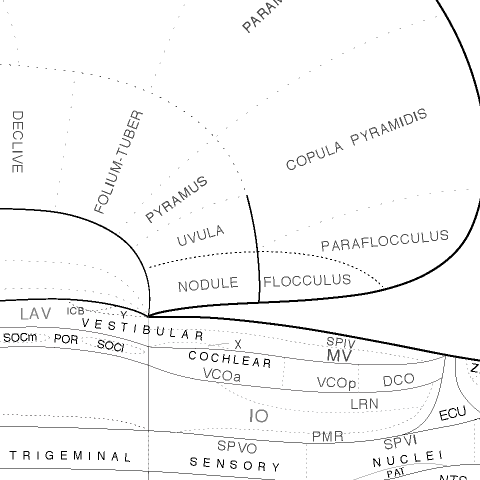 PARAM
DECLIVE
FOLIUM-TUBER
COPULA PYRAMIDIS
PYRAMUS
UVULA
PARAFLOCCULUS
NODULE
FLOCCULUS
LAV
ICB
Y
VESTIBULAR
X
SPIV
SOCm
POR
SOCl
COCHLEAR
MV
VCOa
VCOp
DCO
Z
IO
LRN
ECU
PMR
SPVO
SPVI
TRIGEMINAL
SENSORY
NUCLEI
PAT
NTS